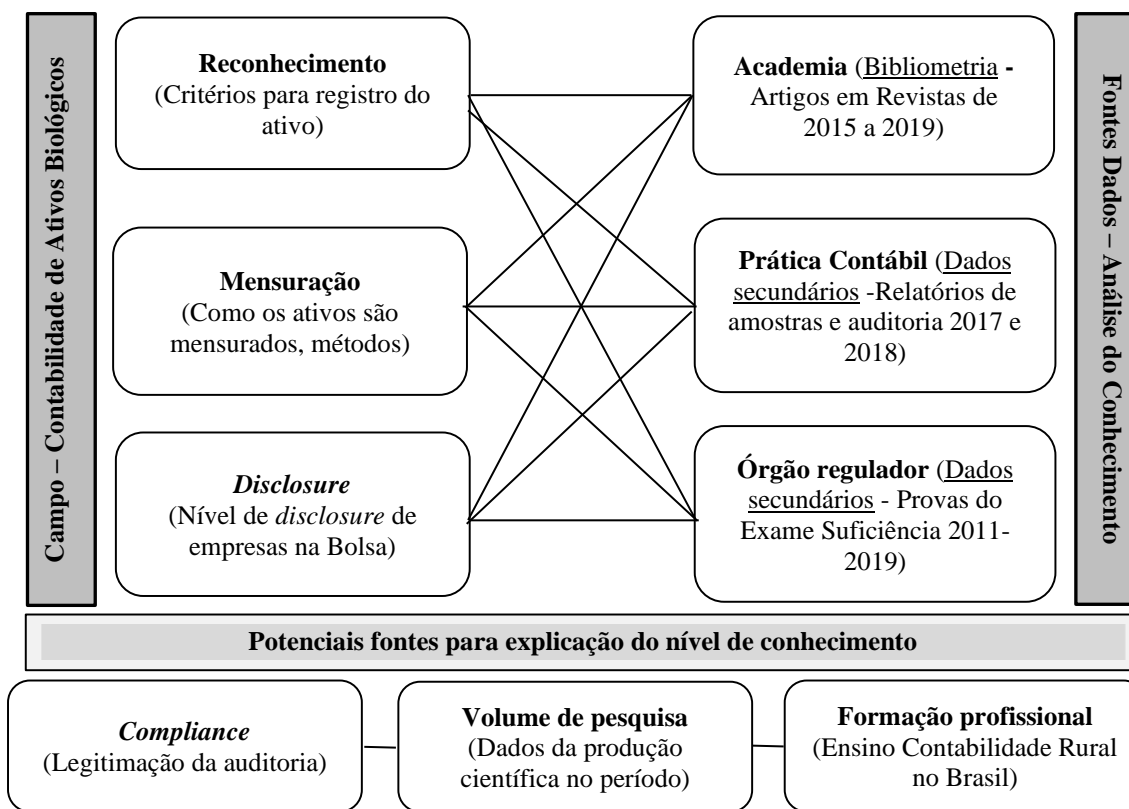 Campo – Contabilidade de Ativos Biológicos
Reconhecimento
(Critérios para registro do
ativo)
Mensuração
(Como os ativos são
mensurados, métodos)
Disclosure
(Nível de disclosure de
empresas na Bolsa)
Academia (Bibliometria -
Artigos em Revistas de
2015 a 2019)
Prática Contábil (Dados
secundários -Relatórios de
amostras e auditoria 2017 e
2018)
Órgão regulador (Dados
secundários - Provas do
Exame Suficiência 2011-
2019)
Fontes Dados – Análise do Conhecimento
Potenciais fontes para explicação do nível de conhecimento
Compliance
(Legitimação da auditoria)
Volume de pesquisa
(Dados da produção
científica no período)
Formação profissional
(Ensino Contabilidade Rural
no Brasil)